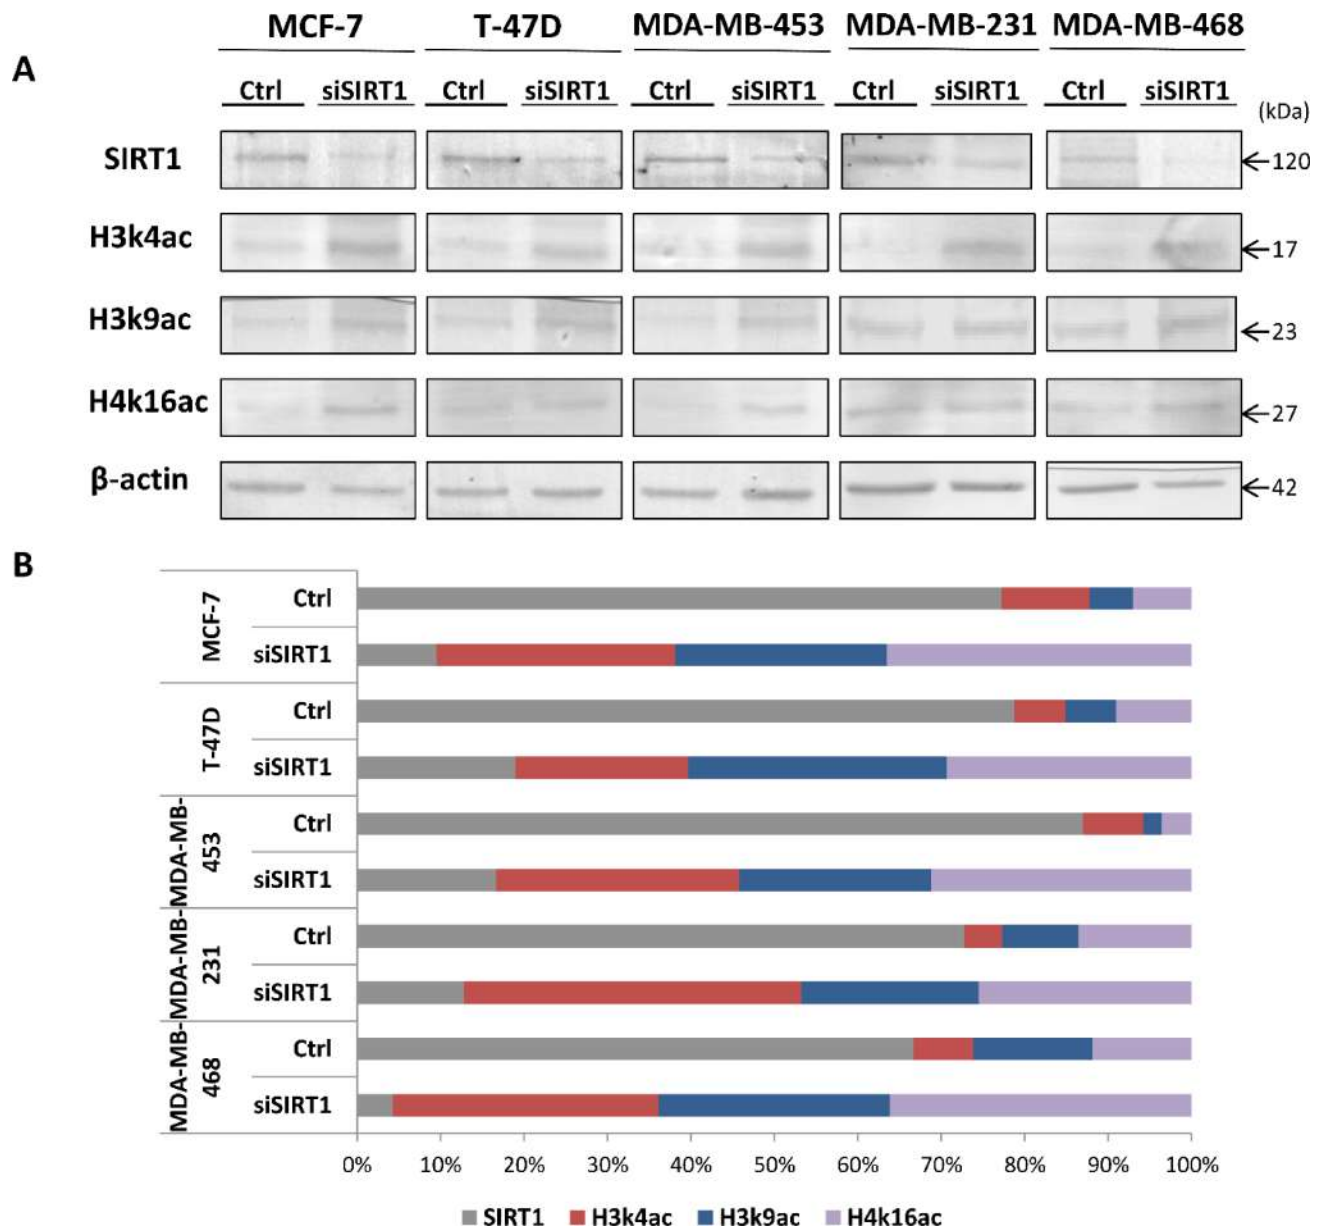 MCF-7 T-47D MDA-MB-453 MDA-MB-231 MDA-MB-468
A
Ctrl siSIRT1 Ctrl siSIRT1 Ctrl siSIRT1 Ctrl siSIRT1 Ctrl siSIRT1
(kDa)
SIRT1 120
H3k4ac 17
H3k9ac 23
H4k16ac 27
β-actin 42
B
MCF-7
Ctrl
siSIRT1
T-47D
Ctrl
siSIRT1
MDA-MB-
453
Ctrl
siSIRT1
MDA-MB-
231
Ctrl
siSIRT1
MDA-MB-
468
Ctrl
siSIRT1
0% 10% 20% 30% 40% 50% 60% 70% 80% 90% 100%
SIRT1 H3k4ac H3k9ac H4k16ac